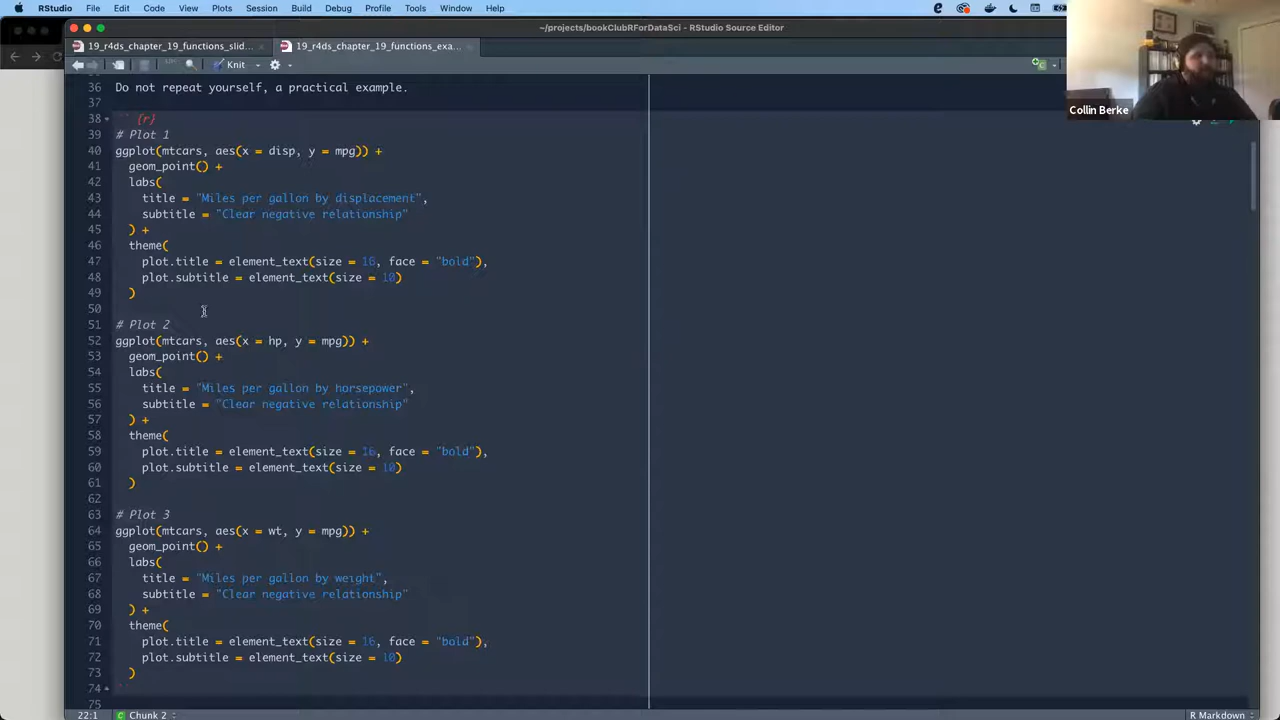 RStudio File Edit Code View Plots Session Build Debug Profile Tools Window Help
~/projects/bookClubRForDataSci - RStudio Source Editor
19_r4ds_chapter_19_functions_slid... 19_r4ds_chapter_19_functions_exa...
Knit
Collin Berke
36 Do not repeat yourself, a practical example.
37
38 ``` {r}
39 # Plot 1
40 ggplot(mtcars, aes(x = disp, y = mpg)) +
41 geom_point() +
42 labs(
43 title = "Miles per gallon by displacement",
44 subtitle = "Clear negative relationship"
45 ) +
46 theme(
47 plot.title = element_text(size = 16, face = "bold"),
48 plot.subtitle = element_text(size = 10)
49 )
50
51 # Plot 2
52 ggplot(mtcars, aes(x = hp, y = mpg)) +
53 geom_point() +
54 labs(
55 title = "Miles per gallon by horsepower",
56 subtitle = "Clear negative relationship"
57 ) +
58 theme(
59 plot.title = element_text(size = 16, face = "bold"),
60 plot.subtitle = element_text(size = 10)
61 )
62
63 # Plot 3
64 ggplot(mtcars, aes(x = wt, y = mpg)) +
65 geom_point() +
66 labs(
67 title = "Miles per gallon by weight",
68 subtitle = "Clear negative relationship"
69 ) +
70 theme(
71 plot.title = element_text(size = 16, face = "bold"),
72 plot.subtitle = element_text(size = 10)
73 )
74 ```
75
22:1 Chunk 2 R Markdown